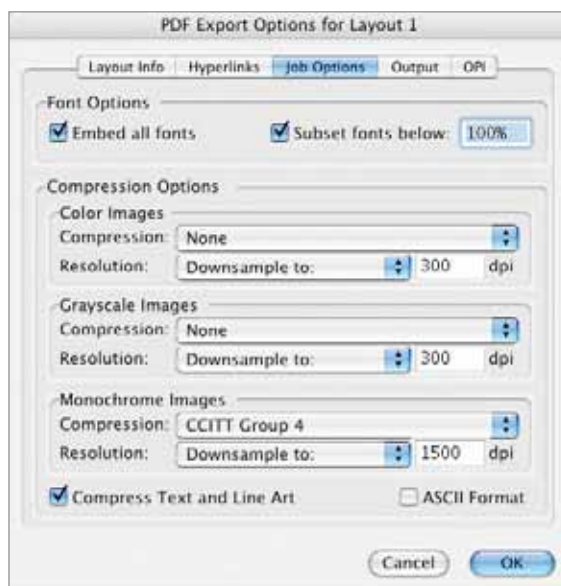 PDF Export Options for Layout 1
Layout Info Hyperlinks Job Options Output OPI
Font Options
Embed all fonts Subset fonts below: 100%
Compression Options
Color Images
Compression: None
Resolution: Downsample to: 300 dpi
Grayscale Images
Compression: None
Resolution: Downsample to: 300 dpi
Monochrome Images
Compression: CCITT Group 4
Resolution: Downsample to: 1500 dpi
Compress Text and Line Art ASCII Format
Cancel OK